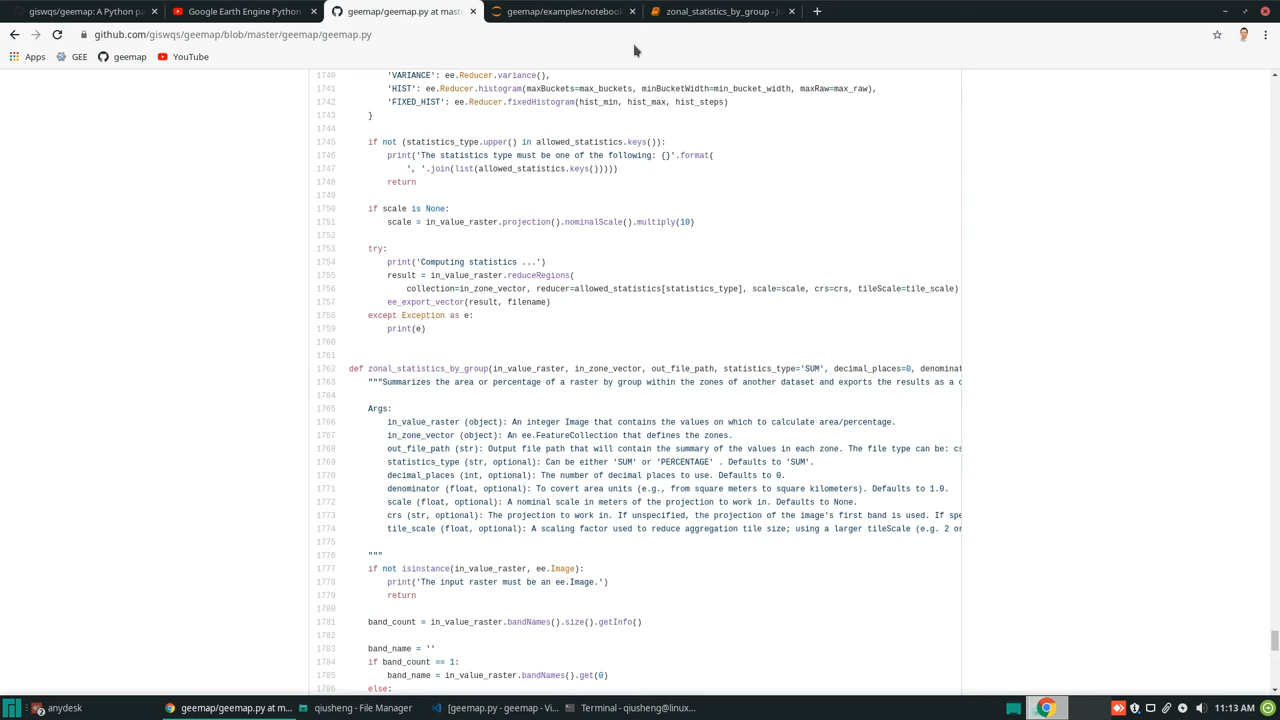 giswqs/geemap: A Python pa
Google Earth Engine Python
geemap/geemap.py at mast
geemap/examples/notebook
zonal_statistics_by_group - Ju
github.com/giswqs/geemap/blob/master/geemap/geemap.py
Apps GEE geemap YouTube
1740 'VARIANCE': ee.Reducer.variance(),
1741 'HIST': ee.Reducer.histogram(maxBuckets=max_buckets, minBucketWidth=min_bucket_width, maxRaw=max_raw),
1742 'FIXED_HIST': ee.Reducer.fixedHistogram(hist_min, hist_max, hist_steps)
1743 }
1744
1745 if not (statistics_type.upper() in allowed_statistics.keys()):
1746 print('The statistics type must be one of the following: {}'.format(
1747 ', '.join(list(allowed_statistics.keys()))))
1748 return
1749
1750 if scale is None:
1751 scale = in_value_raster.projection().nominalScale().multiply(10)
1752
1753 try:
1754 print('Computing statistics ...')
1755 result = in_value_raster.reduceRegions(
1756 collection=in_zone_vector, reducer=allowed_statistics[statistics_type], scale=scale, crs=crs, tileScale=tile_scale)
1757 ee_export_vector(result, filename)
1758 except Exception as e:
1759 print(e)
1760
1761
1762 def zonal_statistics_by_group(in_value_raster, in_zone_vector, out_file_path, statistics_type='SUM', decimal_places=0, denominat
1763 """Summarizes the area or percentage of a raster by group within the zones of another dataset and exports the results as a c
1764
1765 Args:
1766 in_value_raster (object): An integer Image that contains the values on which to calculate area/percentage.
1767 in_zone_vector (object): An ee.FeatureCollection that defines the zones.
1768 out_file_path (str): Output file path that will contain the summary of the values in each zone. The file type can be: cs
1769 statistics_type (str, optional): Can be either 'SUM' or 'PERCENTAGE' . Defaults to 'SUM'.
1770 decimal_places (int, optional): The number of decimal places to use. Defaults to 0.
1771 denominator (float, optional): To covert area units (e.g., from square meters to square kilometers). Defaults to 1.0.
1772 scale (float, optional): A nominal scale in meters of the projection to work in. Defaults to None.
1773 crs (str, optional): The projection to work in. If unspecified, the projection of the image's first band is used. If spe
1774 tile_scale (float, optional): A scaling factor used to reduce aggregation tile size; using a larger tileScale (e.g. 2 or
1775
1776 """
1777 if not isinstance(in_value_raster, ee.Image):
1778 print('The input raster must be an ee.Image.')
1779 return
1780
1781 band_count = in_value_raster.bandNames().size().getInfo()
1782
1783 band_name = ''
1784 if band_count == 1:
1785 band_name = in_value_raster.bandNames().get(0)
1786 else:
anydesk
geemap/geemap.py at m...
qiusheng - File Manager
[geemap.py - geemap - Vi...
Terminal - qiusheng@linux...
11:13 AM